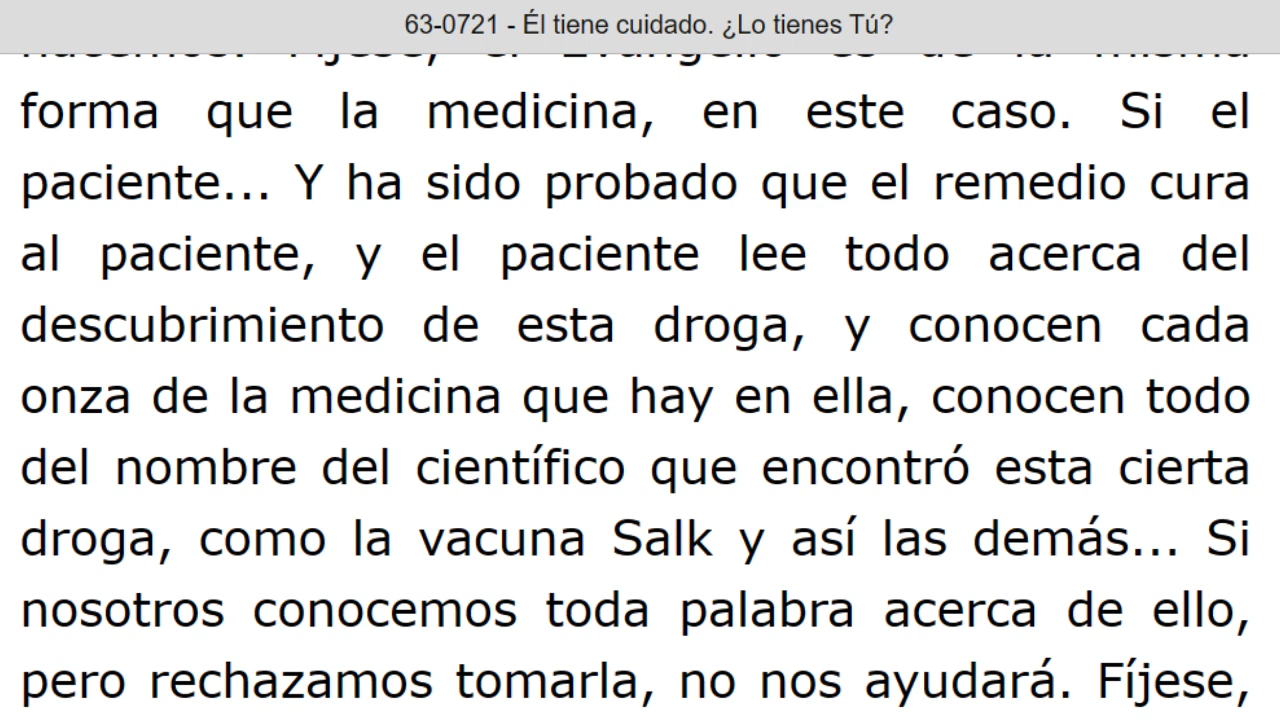 63-0721 - Él tiene cuidado. ¿Lo tienes Tú?
forma que la medicina, en este caso. Si el
paciente... Y ha sido probado que el remedio cura
al paciente, y el paciente lee todo acerca del
descubrimiento de esta droga, y conocen cada
onza de la medicina que hay en ella, conocen todo
del nombre del científico que encontró esta cierta
droga, como la vacuna Salk y así las demás... Si
nosotros conocemos toda palabra acerca de ello,
pero rechazamos tomarla, no nos ayudará. Fíjese,